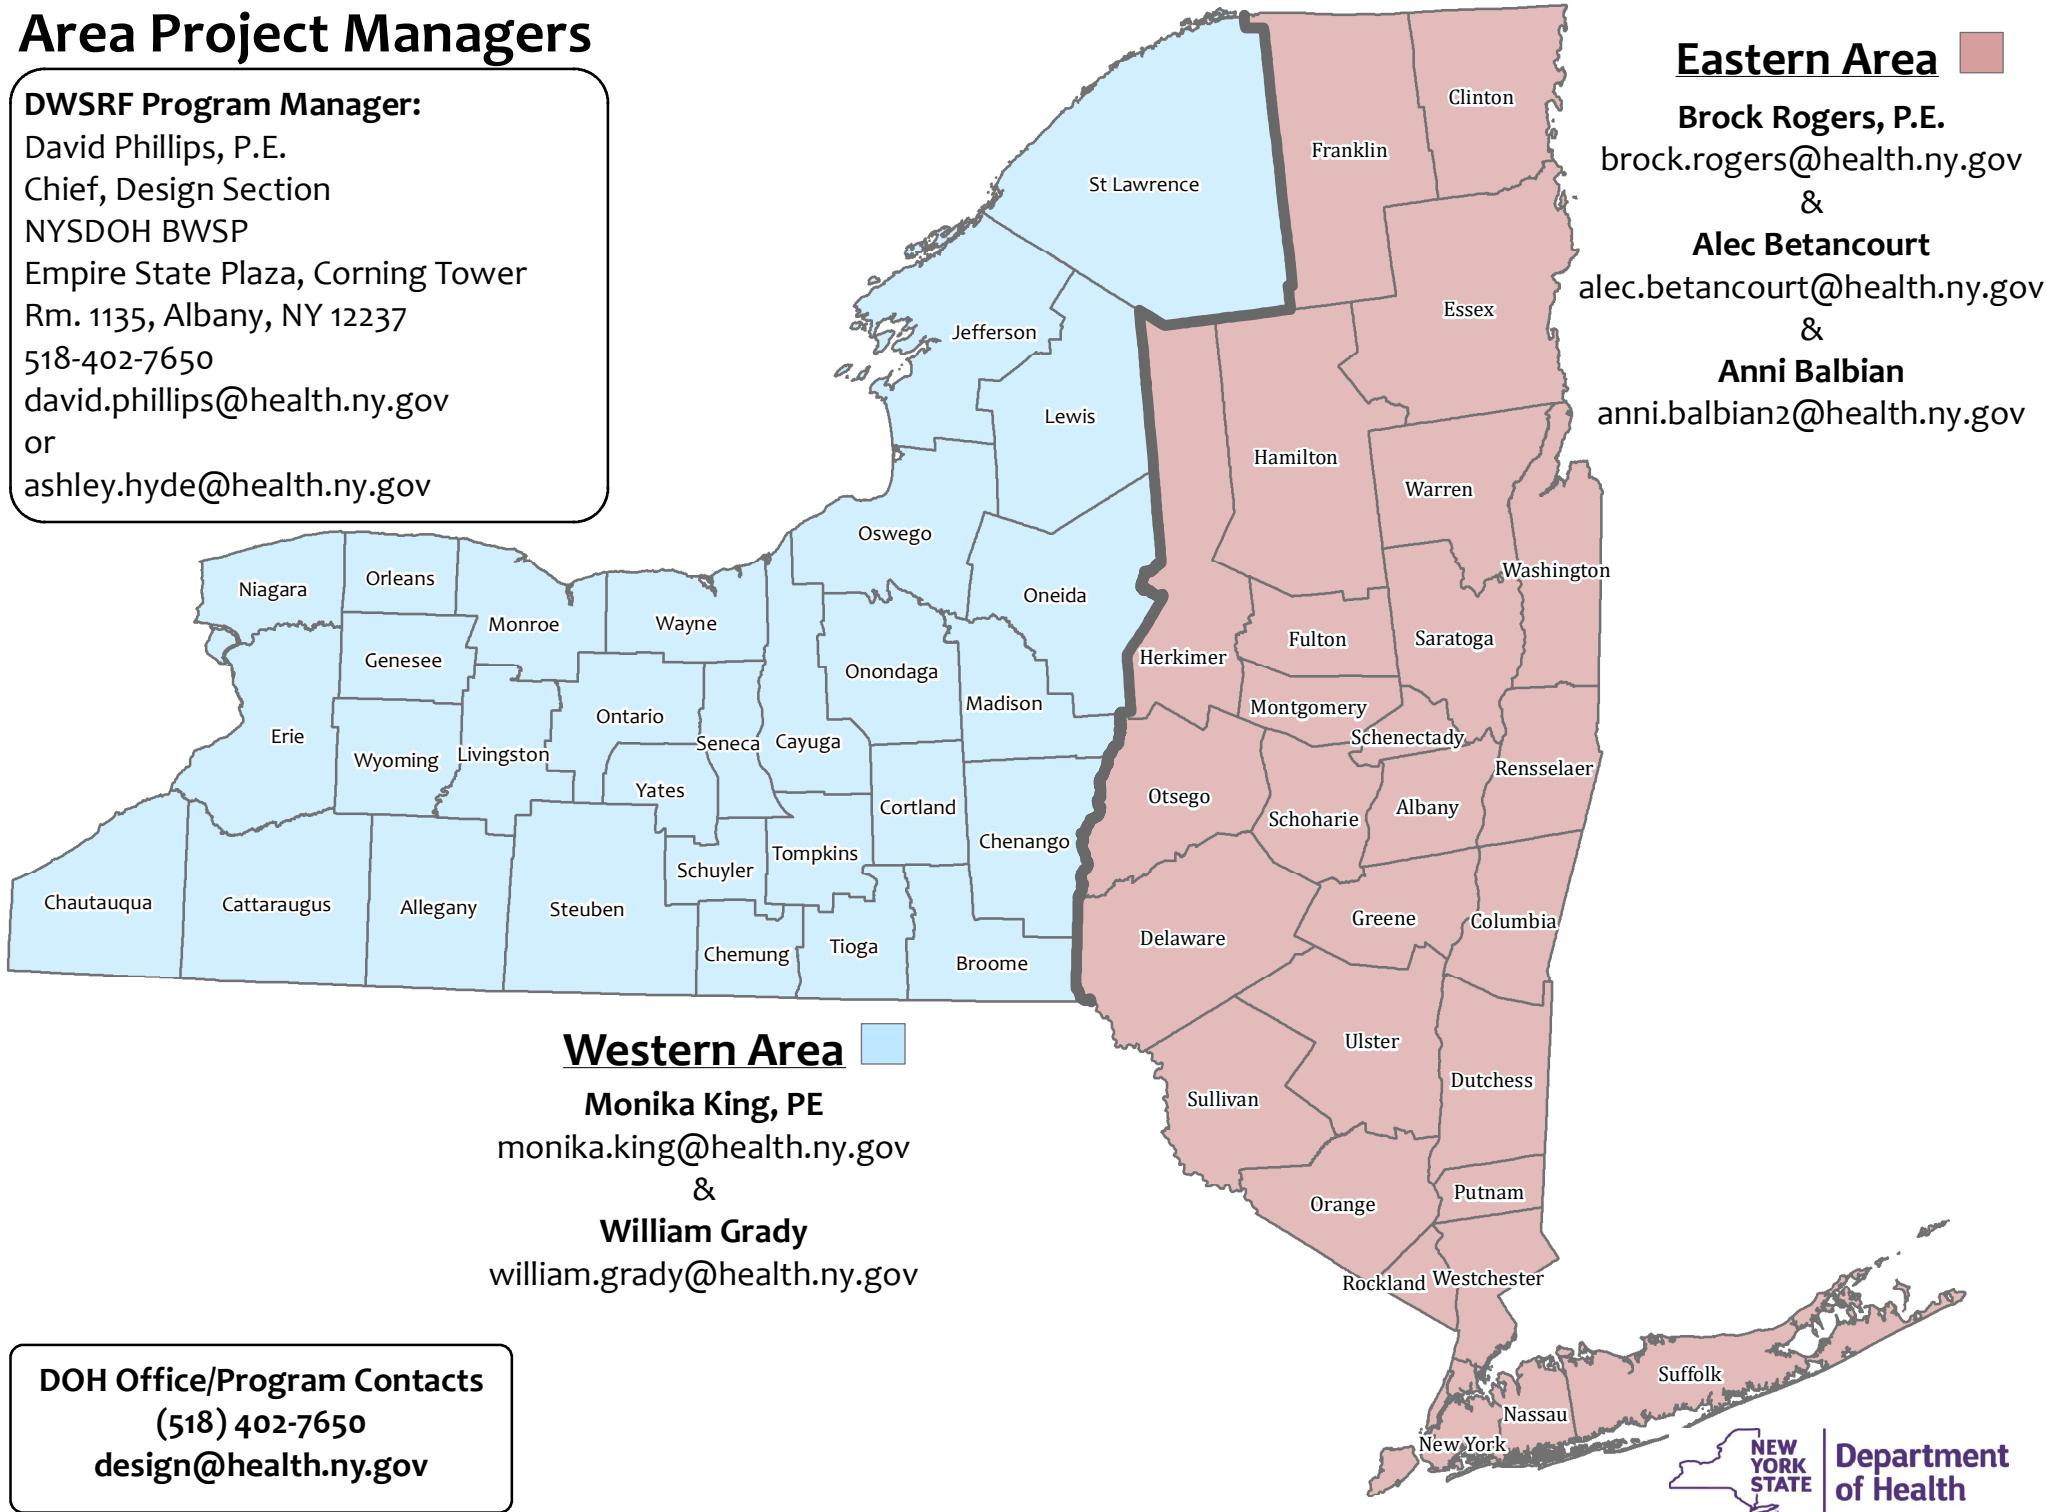 Area Project Managers
DWSRF Program Manager:
David Phillips, P.E.
Chief, Design Section
NYSDOH BWSP
Empire State Plaza, Corning Tower
Rm. 1135, Albany, NY 12237
518-402-7650
david.phillips@health.ny.gov
or
ashley.hyde@health.ny.gov
Eastern Area
Brock Rogers, P.E.
brock.rogers@health.ny.gov
&
Alec Betancourt
alec.betancourt@health.ny.gov
&
Anni Balbian
anni.balbian2@health.ny.gov
Clinton
Franklin
St Lawrence
Essex
Jefferson
Lewis
Hamilton
Warren
Oswego
Washington
Orleans
Niagara
Oneida
Monroe
Wayne
Fulton
Saratoga
Herkimer
Genesee
Onondaga
Madison
Montgomery
Ontario
Erie
Schenectady
Seneca
Cayuga
Livingston
Wyoming
Rensselaer
Yates
Otsego
Cortland
Albany
Schoharie
Chenango
Tompkins
Schuyler
Chautauqua
Cattaraugus
Allegany
Steuben
Greene
Columbia
Delaware
Tioga
Chemung
Broome
Western Area
Monika King, PE
monika.king@health.ny.gov
&
William Grady
william.grady@health.ny.gov
Ulster
Dutchess
Sullivan
Putnam
Orange
Rockland
Westchester
Suffolk
Nassau
New York
DOH Office/Program Contacts
(518) 402-7650
design@health.ny.gov
NEW
YORK
STATE
Department
of Health